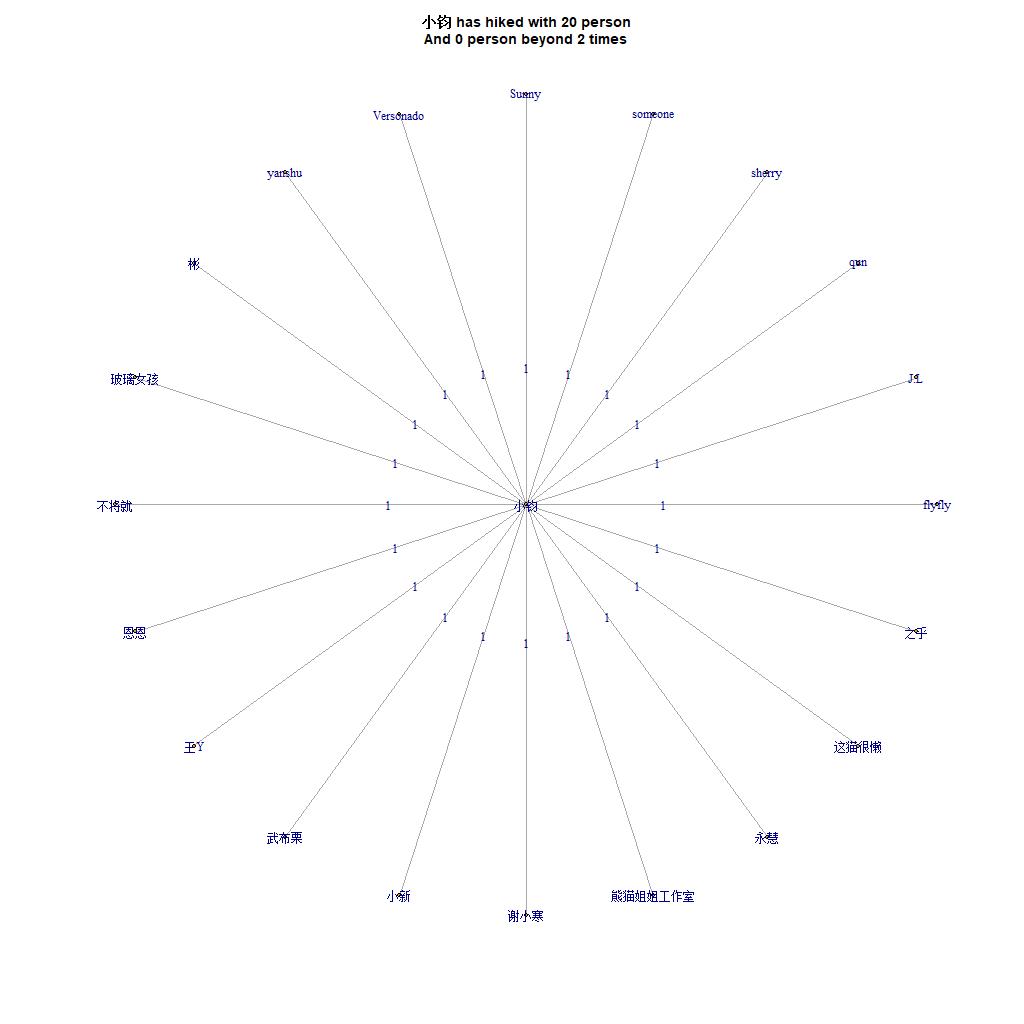 小钧 has hiked with 20 person
And 0 person beyond 2 times
Sunny
Versonado
someone
yanshu
sherry
彬
qun
玻璃女孩
J.L
1
1 1
1 1
1 1
1 1
不将就 1 小钧 1 flyfly
1 1
1 1
1 1
1 1
1
恩恩
之乎
王Y
这猫很懒
武布栗
永慧
小新
熊猫姐姐工作室
谢小寒